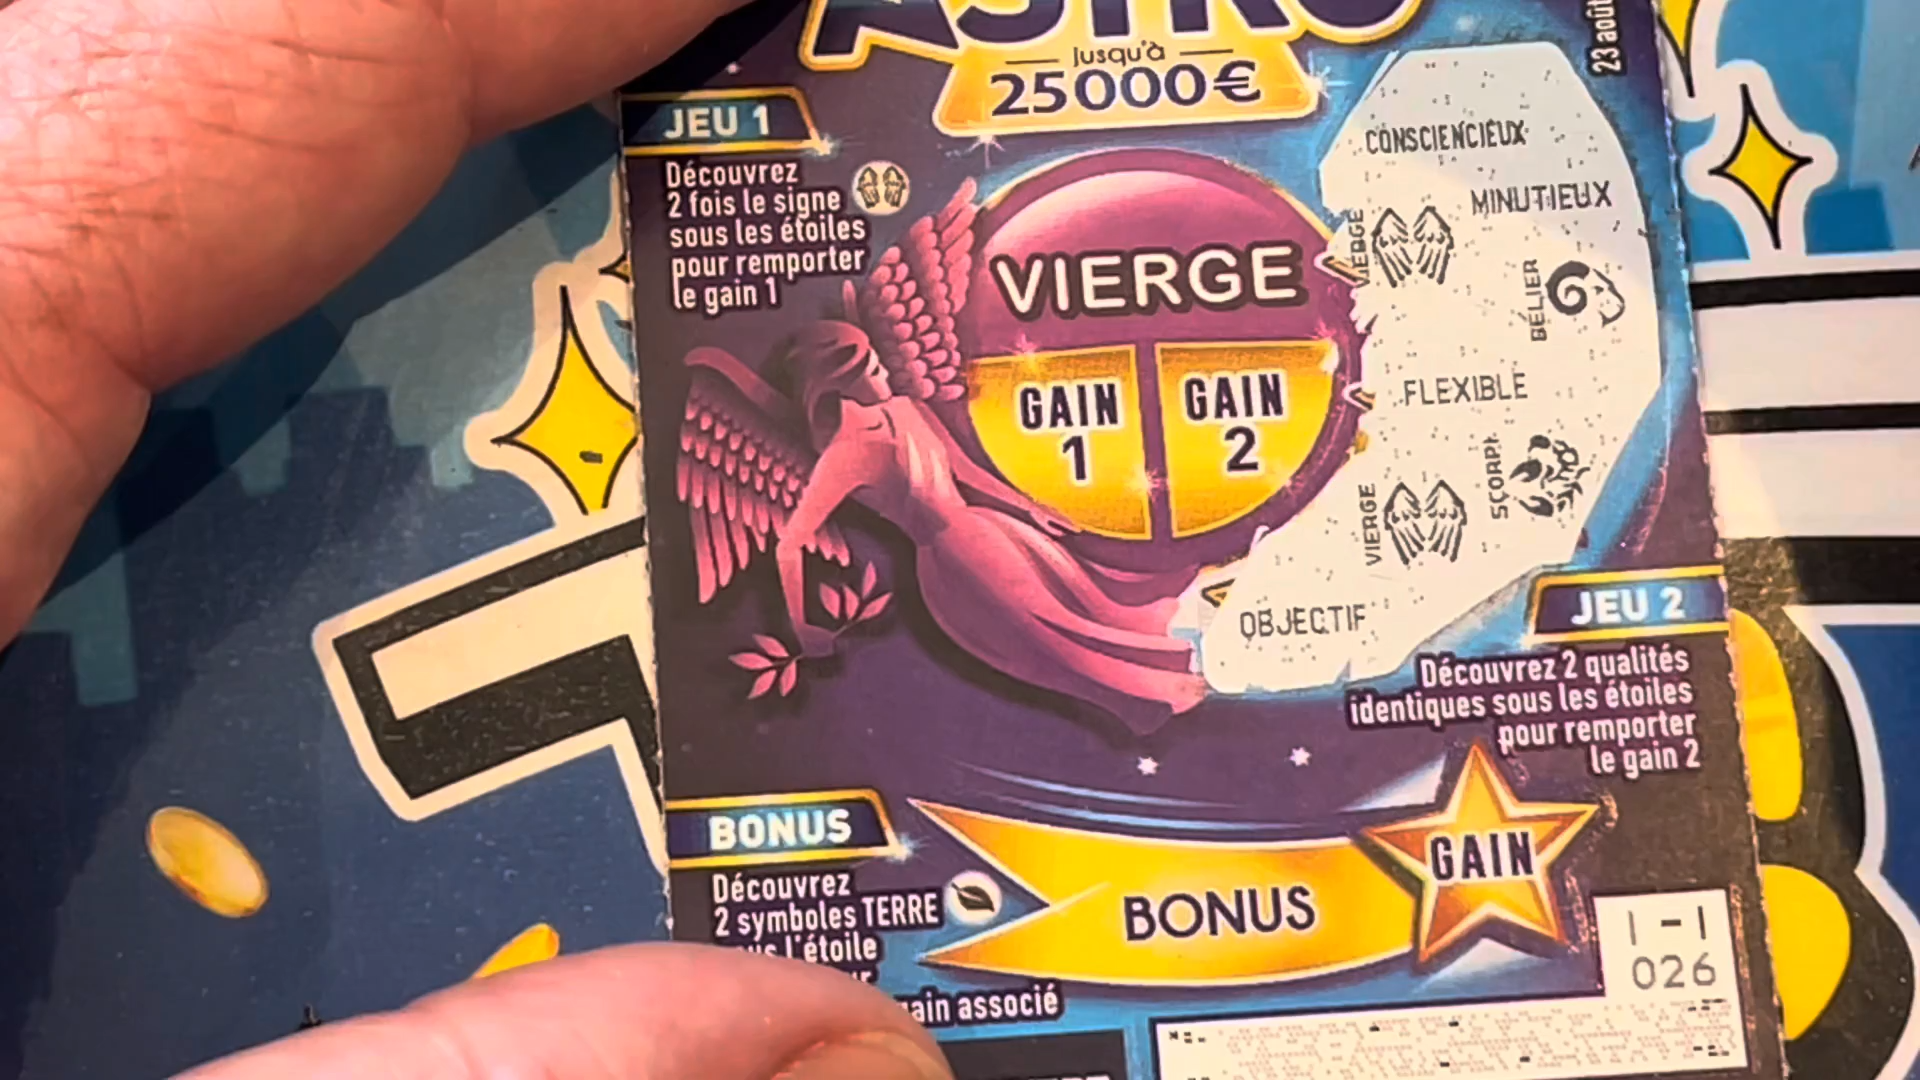 ASTRO
Jusqu'à
25000€
23 août
JEU 1
Découvrez
2 fois le signe
sous les étoiles
pour remporter
le gain 1
VIERGE
GAIN
1
GAIN
2
CONSCIENCIEUX
MINUTIEUX
VIERGE
BÉLIER
FLEXIBLE
SCORPI.
VIERGE
OBJECTIF
JEU 2
Découvrez 2 qualités
identiques sous les étoiles
pour remporter
le gain 2
BONUS
Découvrez
2 symboles TERRE
l'étoile
gain associé
BONUS
GAIN
1-1
026